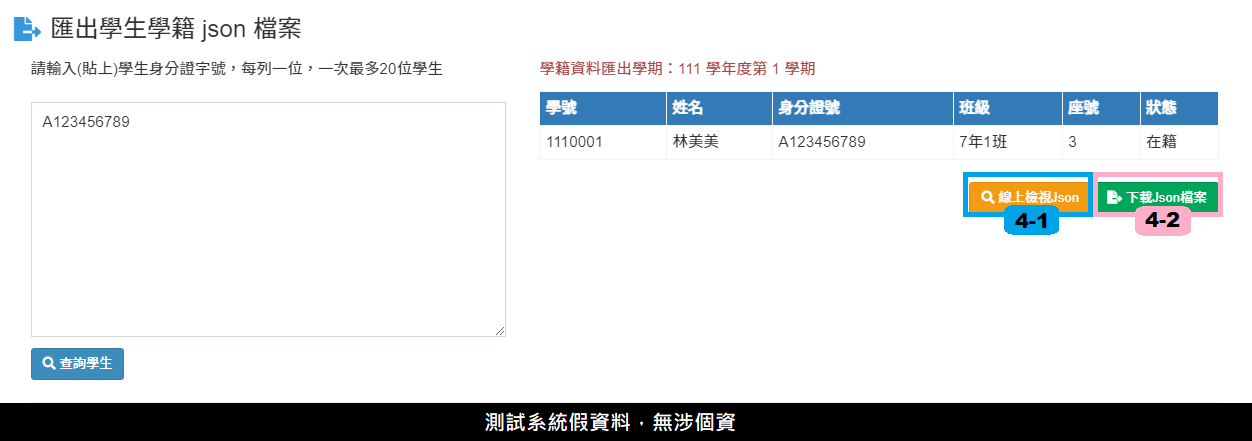 匯出學生學籍 json 檔案
請輸入(貼上)學生身分證字號，每列一位，一次最多20位學生
A123456789
查詢學生
學籍資料匯出學期：111 學年度第 1 學期
學號 姓名 身分證號 班級 座號 狀態
1110001 林美美 A123456789 7年1班 3 在籍
線上檢視Json 下載Json檔案
4-1 4-2
測試系統假資料．無涉個資